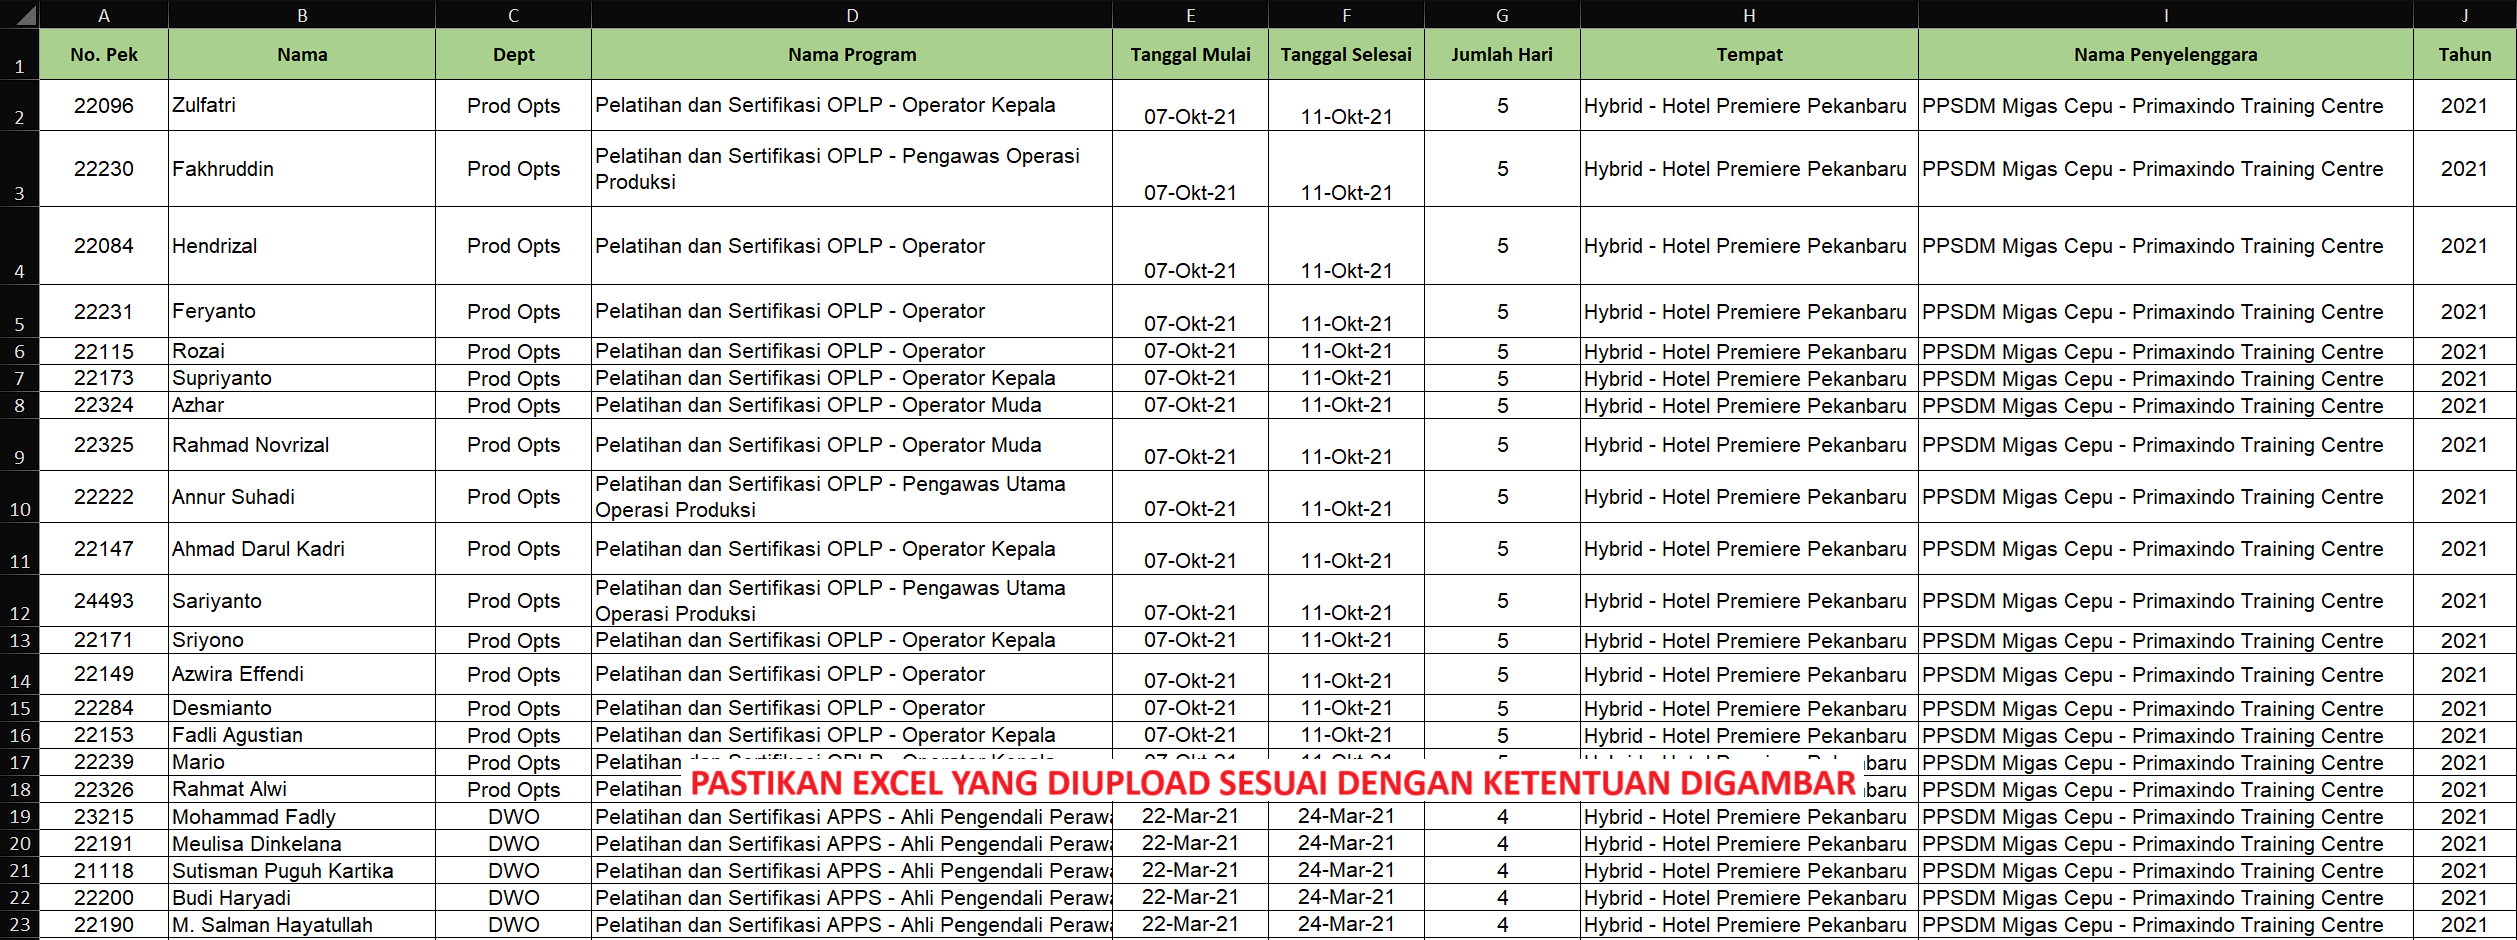 A B C D E F G H I J
1 No. Pek Nama Dept Nama Program Tanggal Mulai Tanggal Selesai Jumlah Hari Tempat Nama Penyelenggara Tahun
2 22096 Zulfatri Prod Opts Pelatihan dan Sertifikasi OPLP - Operator Kepala 07-Okt-21 11-Okt-21 5 Hybrid - Hotel Premiere Pekanbaru PPSDM Migas Cepu - Primaxindo Training Centre 2021
3 22230 Fakhruddin Prod Opts Pelatihan dan Sertifikasi OPLP - Pengawas Operasi Produksi 07-Okt-21 11-Okt-21 5 Hybrid - Hotel Premiere Pekanbaru PPSDM Migas Cepu - Primaxindo Training Centre 2021
4 22084 Hendrizal Prod Opts Pelatihan dan Sertifikasi OPLP - Operator 07-Okt-21 11-Okt-21 5 Hybrid - Hotel Premiere Pekanbaru PPSDM Migas Cepu - Primaxindo Training Centre 2021
5 22231 Feryanto Prod Opts Pelatihan dan Sertifikasi OPLP - Operator 07-Okt-21 11-Okt-21 5 Hybrid - Hotel Premiere Pekanbaru PPSDM Migas Cepu - Primaxindo Training Centre 2021
6 22115 Rozai Prod Opts Pelatihan dan Sertifikasi OPLP - Operator 07-Okt-21 11-Okt-21 5 Hybrid - Hotel Premiere Pekanbaru PPSDM Migas Cepu - Primaxindo Training Centre 2021
7 22173 Supriyanto Prod Opts Pelatihan dan Sertifikasi OPLP - Operator Kepala 07-Okt-21 11-Okt-21 5 Hybrid - Hotel Premiere Pekanbaru PPSDM Migas Cepu - Primaxindo Training Centre 2021
8 22324 Azhar Prod Opts Pelatihan dan Sertifikasi OPLP - Operator Muda 07-Okt-21 11-Okt-21 5 Hybrid - Hotel Premiere Pekanbaru PPSDM Migas Cepu - Primaxindo Training Centre 2021
9 22325 Rahmad Novrizal Prod Opts Pelatihan dan Sertifikasi OPLP - Operator Muda 07-Okt-21 11-Okt-21 5 Hybrid - Hotel Premiere Pekanbaru PPSDM Migas Cepu - Primaxindo Training Centre 2021
10 22222 Annur Suhadi Prod Opts Pelatihan dan Sertifikasi OPLP - Pengawas Utama Operasi Produksi 07-Okt-21 11-Okt-21 5 Hybrid - Hotel Premiere Pekanbaru PPSDM Migas Cepu - Primaxindo Training Centre 2021
11 22147 Ahmad Darul Kadri Prod Opts Pelatihan dan Sertifikasi OPLP - Operator Kepala 07-Okt-21 11-Okt-21 5 Hybrid - Hotel Premiere Pekanbaru PPSDM Migas Cepu - Primaxindo Training Centre 2021
12 24493 Sariyanto Prod Opts Pelatihan dan Sertifikasi OPLP - Pengawas Utama Operasi Produksi 07-Okt-21 11-Okt-21 5 Hybrid - Hotel Premiere Pekanbaru PPSDM Migas Cepu - Primaxindo Training Centre 2021
13 22171 Sriyono Prod Opts Pelatihan dan Sertifikasi OPLP - Operator Kepala 07-Okt-21 11-Okt-21 5 Hybrid - Hotel Premiere Pekanbaru PPSDM Migas Cepu - Primaxindo Training Centre 2021
14 22149 Azwira Effendi Prod Opts Pelatihan dan Sertifikasi OPLP - Operator 07-Okt-21 11-Okt-21 5 Hybrid - Hotel Premiere Pekanbaru PPSDM Migas Cepu - Primaxindo Training Centre 2021
15 22284 Desmianto Prod Opts Pelatihan dan Sertifikasi OPLP - Operator 07-Okt-21 11-Okt-21 5 Hybrid - Hotel Premiere Pekanbaru PPSDM Migas Cepu - Primaxindo Training Centre 2021
16 22153 Fadli Agustian Prod Opts Pelatihan dan Sertifikasi OPLP - Operator Kepala 07-Okt-21 11-Okt-21 5 Hybrid - Hotel Premiere Pekanbaru PPSDM Migas Cepu - Primaxindo Training Centre 2021
17 22239 Mario Prod Opts Pelatihan PPSDM Migas Cepu - Primaxindo Training Centre 2021
PASTIKAN EXCEL YANG DIUPLOAD SESUAI DENGAN KETENTUAN DIGAMBAR
18 22326 Rahmat Alwi Prod Opts Pelatihan PPSDM Migas Cepu - Primaxindo Training Centre 2021
19 23215 Mohammad Fadly DWO Pelatihan dan Sertifikasi APPS - Ahli Pengendali Perawa 22-Mar-21 24-Mar-21 4 Hybrid - Hotel Premiere Pekanbaru PPSDM Migas Cepu - Primaxindo Training Centre 2021
20 22191 Meulisa Dinkelana DWO Pelatihan dan Sertifikasi APPS - Ahli Pengendali Perawa 22-Mar-21 24-Mar-21 4 Hybrid - Hotel Premiere Pekanbaru PPSDM Migas Cepu - Primaxindo Training Centre 2021
21 21118 Sutisman Puguh Kartika DWO Pelatihan dan Sertifikasi APPS - Ahli Pengendali Perawa 22-Mar-21 24-Mar-21 4 Hybrid - Hotel Premiere Pekanbaru PPSDM Migas Cepu - Primaxindo Training Centre 2021
22 22200 Budi Haryadi DWO Pelatihan dan Sertifikasi APPS - Ahli Pengendali Perawa 22-Mar-21 24-Mar-21 4 Hybrid - Hotel Premiere Pekanbaru PPSDM Migas Cepu - Primaxindo Training Centre 2021
23 22190 M. Salman Hayatullah DWO Pelatihan dan Sertifikasi APPS - Ahli Pengendali Perawa 22-Mar-21 24-Mar-21 4 Hybrid - Hotel Premiere Pekanbaru PPSDM Migas Cepu - Primaxindo Training Centre 2021